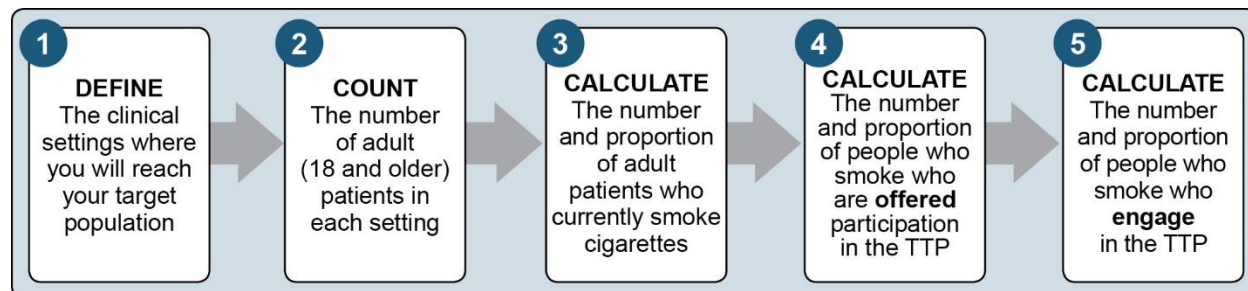 1
DEFINE
The clinical
settings where
you will reach
your target
population
2
COUNT
The number
of adult
(18 and older)
patients in
each setting
3
CALCULATE
The number
and proportion
of adult
patients who
currently smoke
cigarettes
4
CALCULATE
The number
and proportion
of people who
smoke who
are offered
participation
in the TTP
5
CALCULATE
The number
and proportion
of people who
smoke who
engage
in the TTP